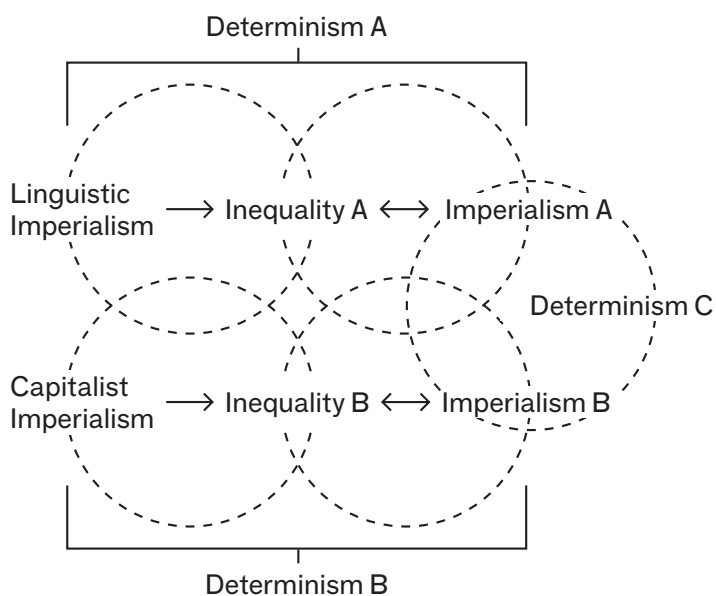 Determinism A
Linguistic
Imperialism
Inequality A
Imperialism A
Determinism C
Capitalist
Imperialism
Inequality B
Imperialism B
Determinism B